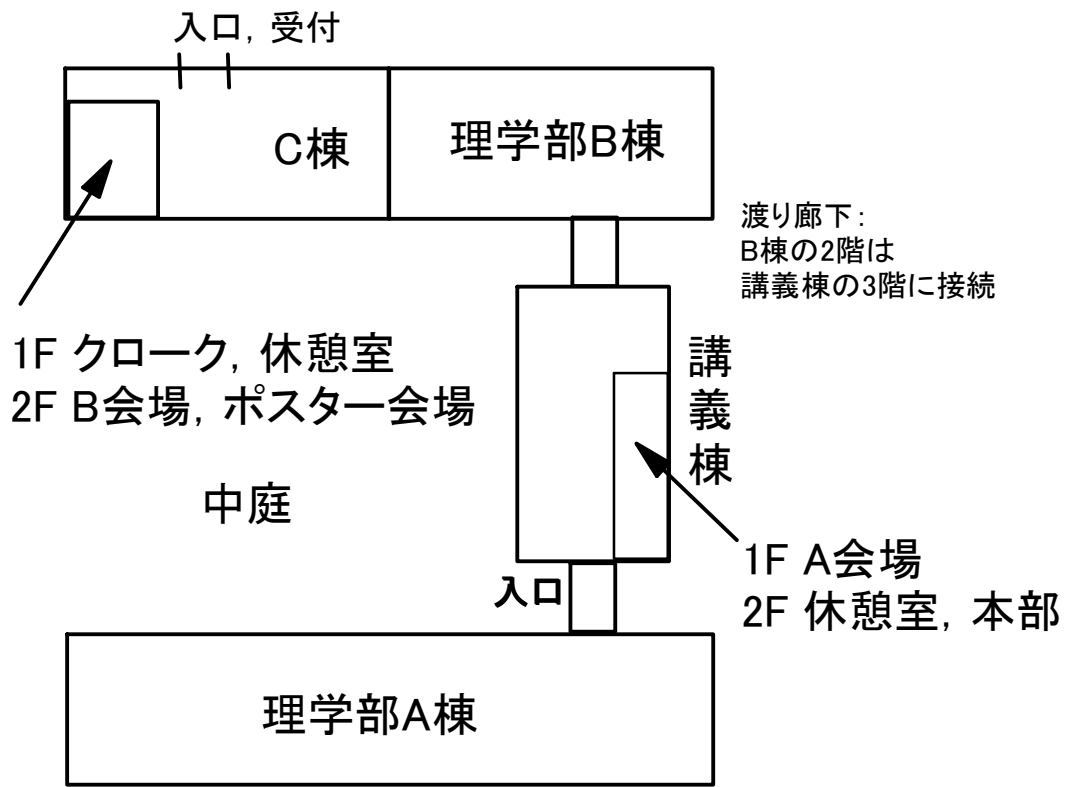 入口，受付
C棟
理学部B棟
渡り廊下：
B棟の2階は
講義棟の3階に接続
1F クローク，休憩室
2F B会場，ポスター会場
講義棟
中庭
1F A会場
2F 休憩室，本部
入口
理学部A棟